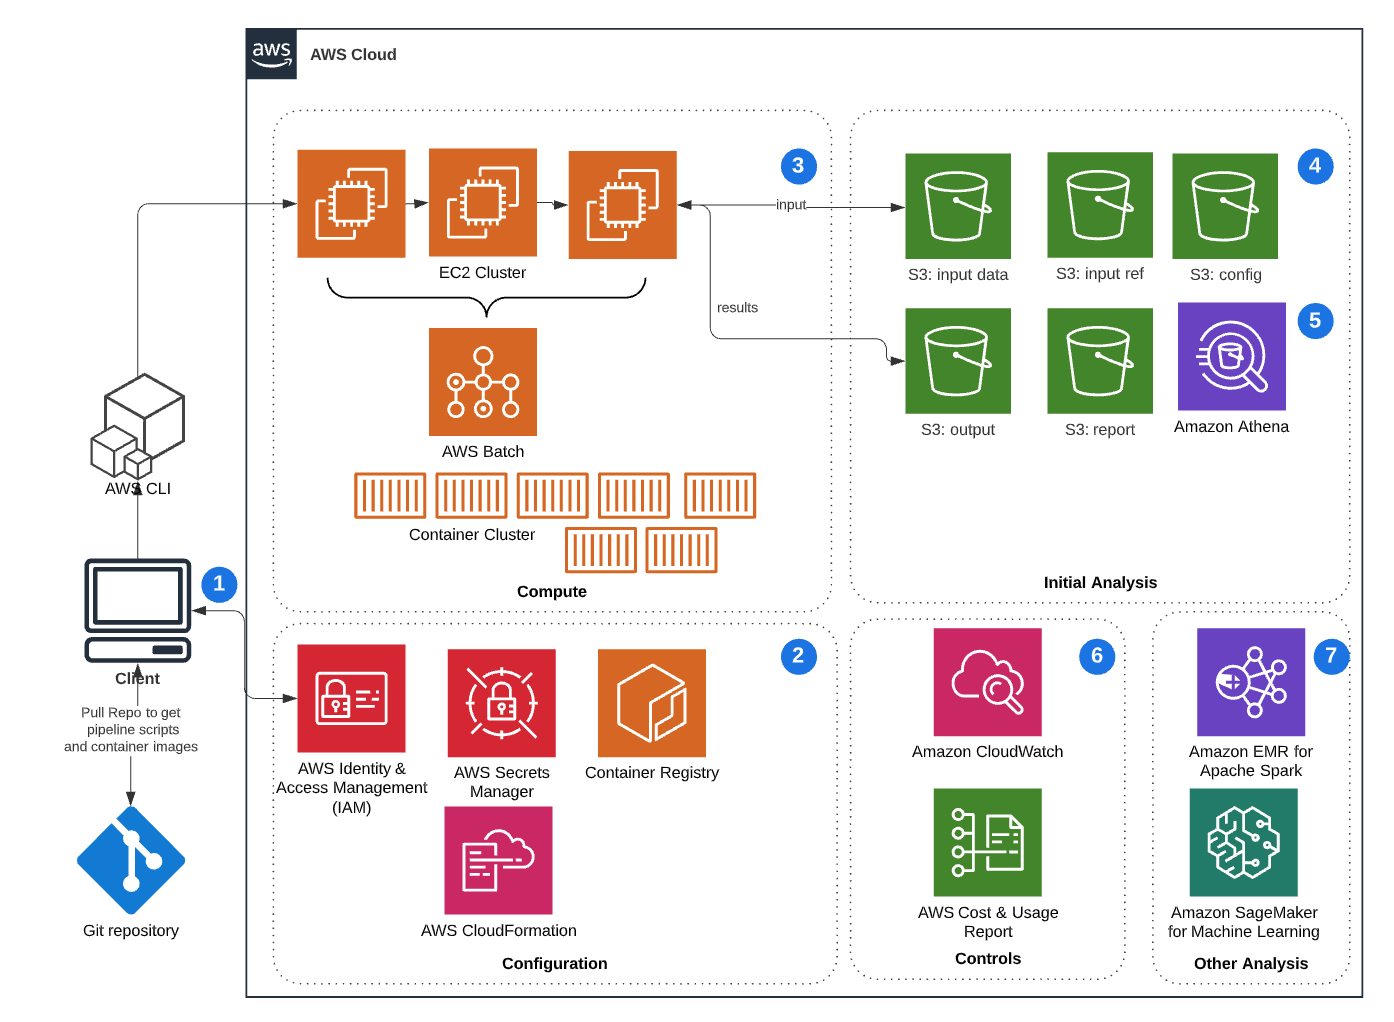 aws
AWS Cloud
3
4
input
EC2 Cluster
S3: input data
S3: input ref
S3: config
results
5
AWS Batch
S3: output
S3: report
Amazon Athena
AWS CLI
Container Cluster
Compute
Initial Analysis
1
Client
Pull Repo to get
pipeline scripts
and container images
Git repository
2
AWS Identity &
Access Management
(IAM)
AWS Secrets
Manager
Container Registry
AWS CloudFormation
Configuration
6
Amazon CloudWatch
AWS Cost & Usage
Report
Controls
7
Amazon EMR for
Apache Spark
Amazon SageMaker
for Machine Learning
Other Analysis